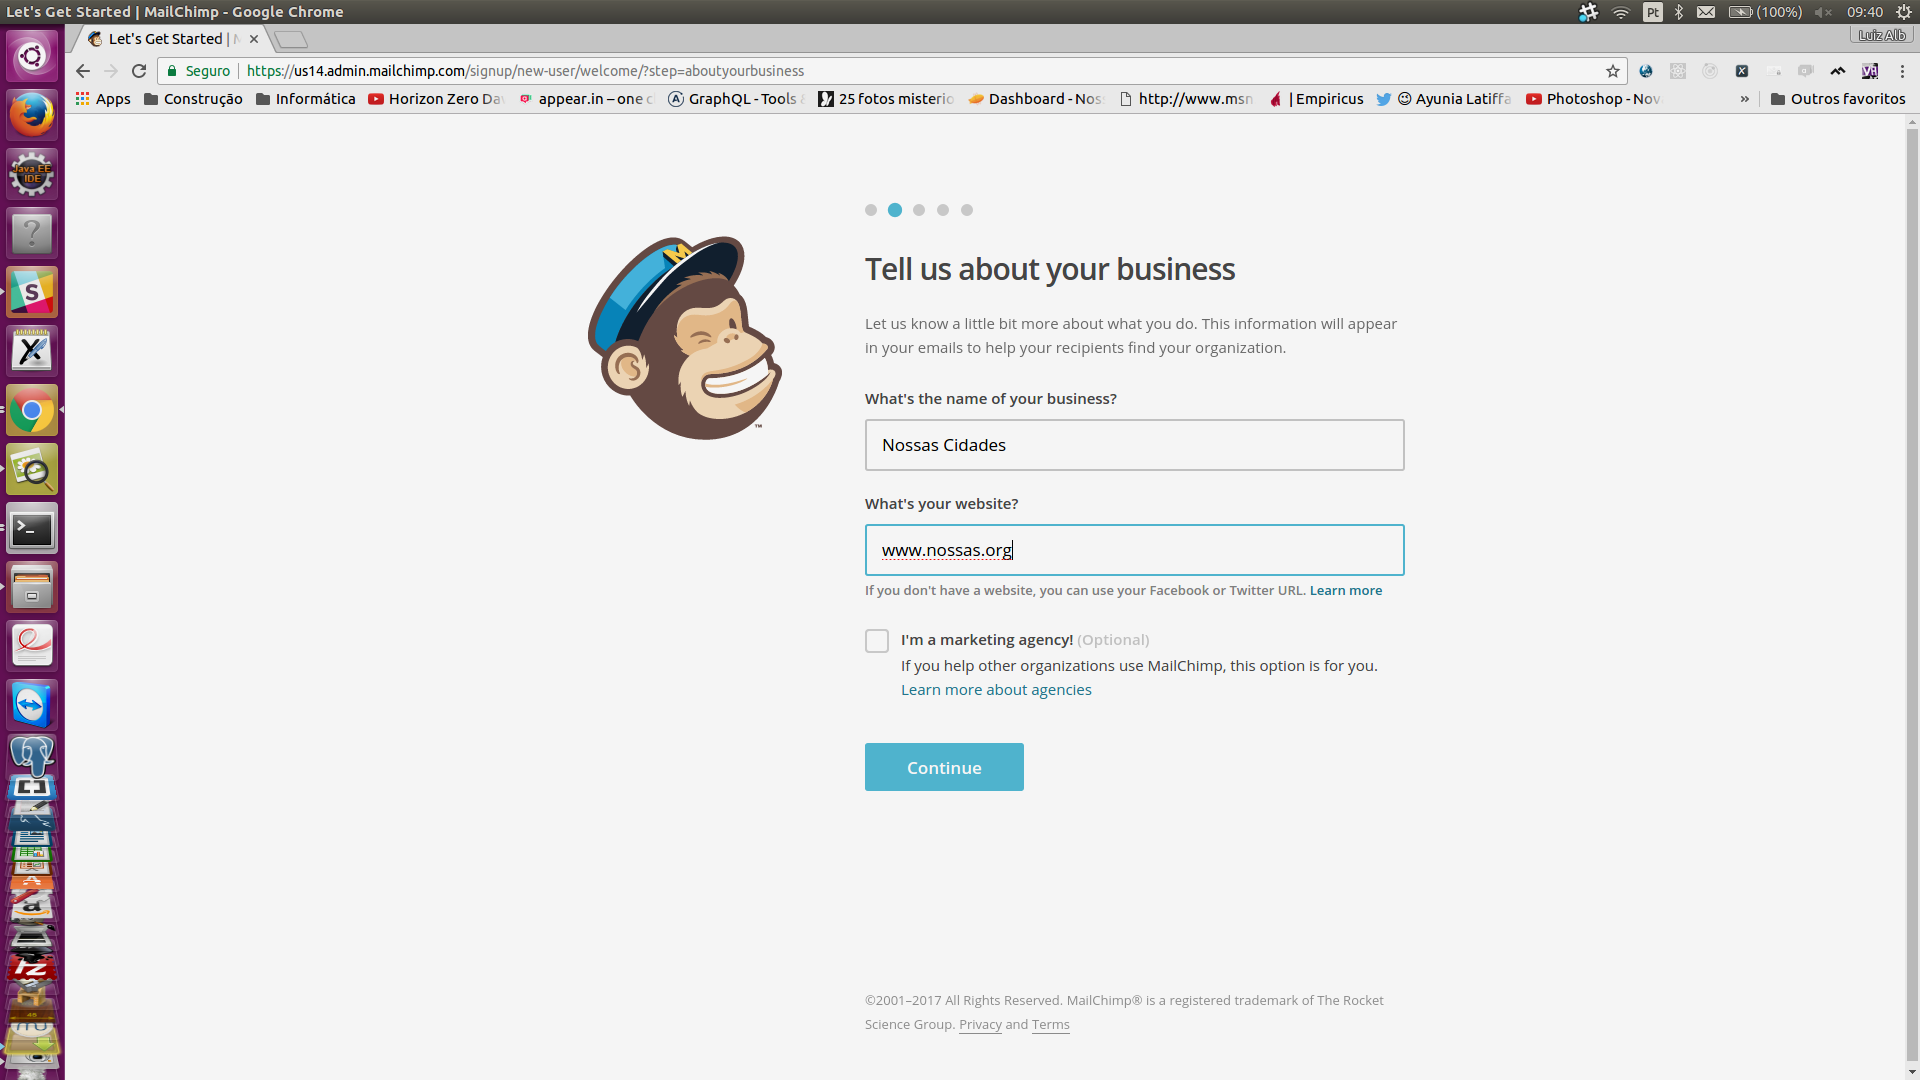 Let's Get Started | MailChimp - Google Chrome
Pt
(100%)
09:40
Let's Get Started |
Luiz Alb
Seguro
https://us14.admin.mailchimp.com/signup/new-user/welcome/?step=aboutyourbusiness
Apps
Construção
Informática
Horizon Zero Da
appear.in – one c
GraphQL - Tools
25 fotos misterio
Dashboard - Nos
http://www.msn
| Empiricus
Ayunia Latiffa
Photoshop - Nov
»
Outros favoritos
Java EE
IDE
S
Tell us about your business
Let us know a little bit more about what you do. This information will appear
in your emails to help your recipients find your organization.
What's the name of your business?
Nossas Cidades
What's your website?
www.nossas.org
If you don't have a website, you can use your Facebook or Twitter URL. Learn more
I'm a marketing agency! (Optional)
If you help other organizations use MailChimp, this option is for you.
Learn more about agencies
Continue
©2001–2017 All Rights Reserved. MailChimp® is a registered trademark of The Rocket
Science Group. Privacy and Terms
M
™